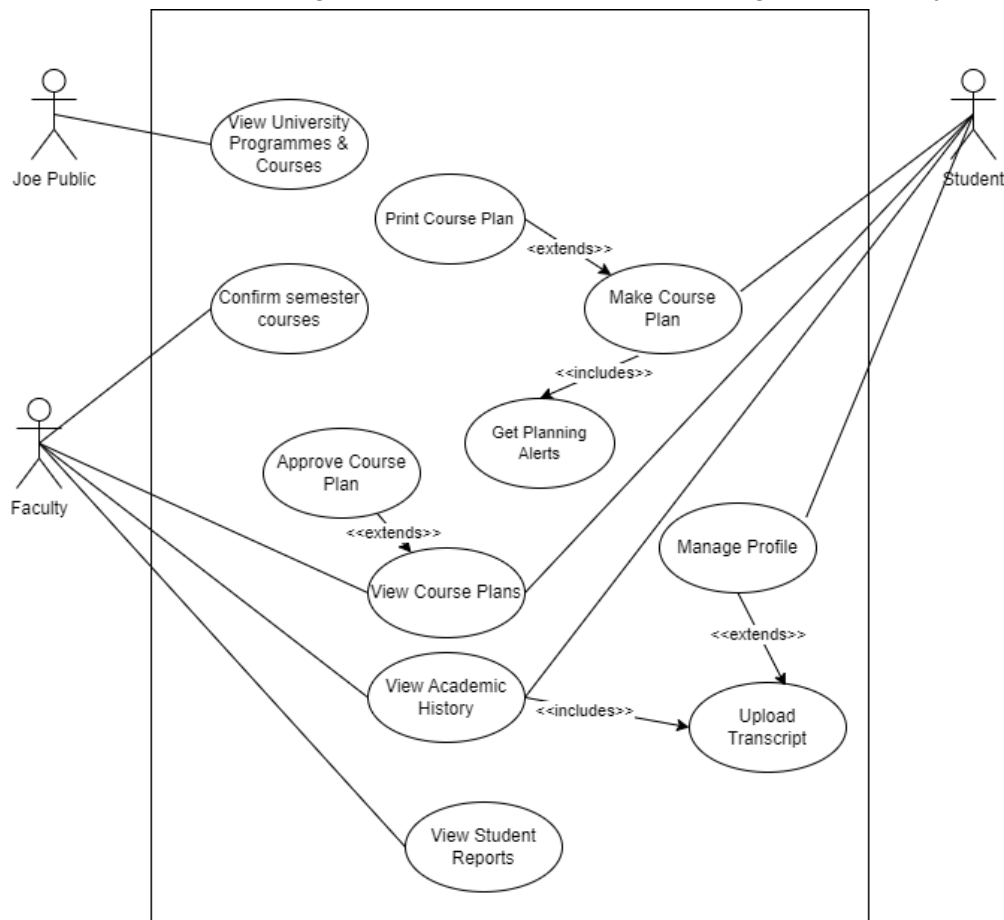 View University
Programmes &
Courses
Joe Public
Student
Print Course Plan
<extends>>
Confirm semester
courses
Make Course
Plan
<<includes>>
Get Planning
Alerts
Approve Course
Plan
Faculty
<<extends>>
Manage Profile
View Course Plans
<<extends>>
View Academic
History
<<includes>>
Upload
Transcript
View Student
Reports